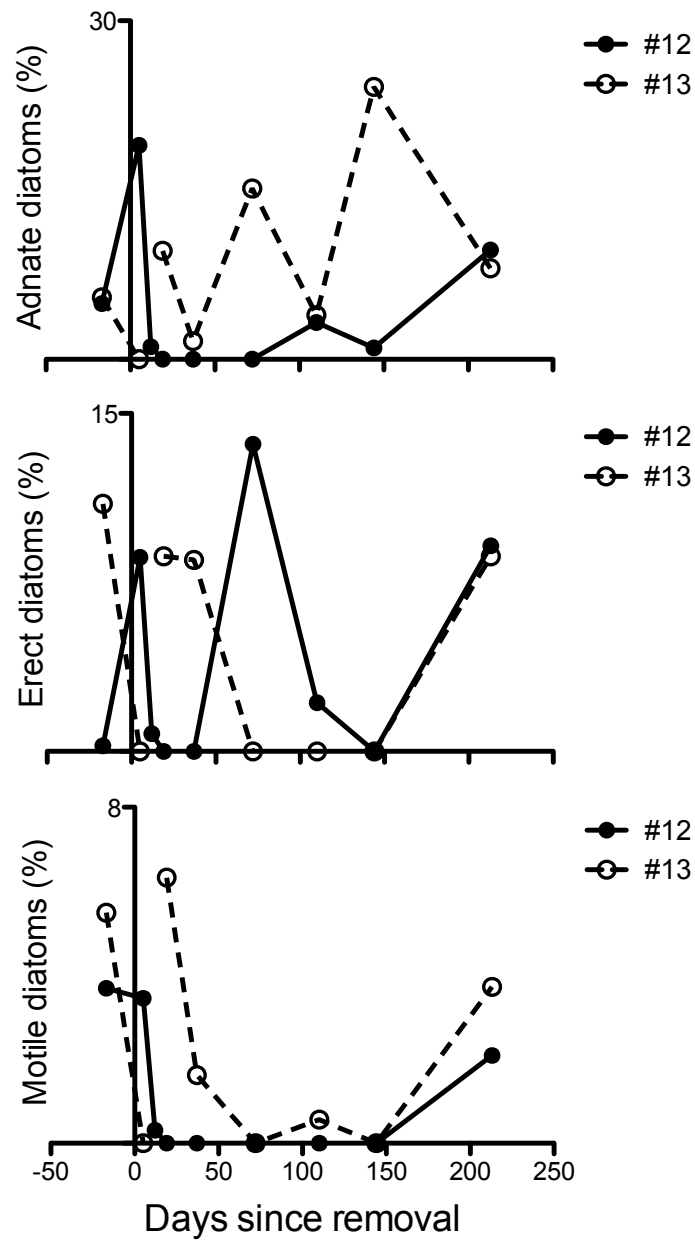 30
Adnate diatoms (%)
#12
#13
15
Erect diatoms (%)
#12
#13
8
Motile diatoms (%)
#12
#13
-50 0 50 100 150 200 250
Days since removal